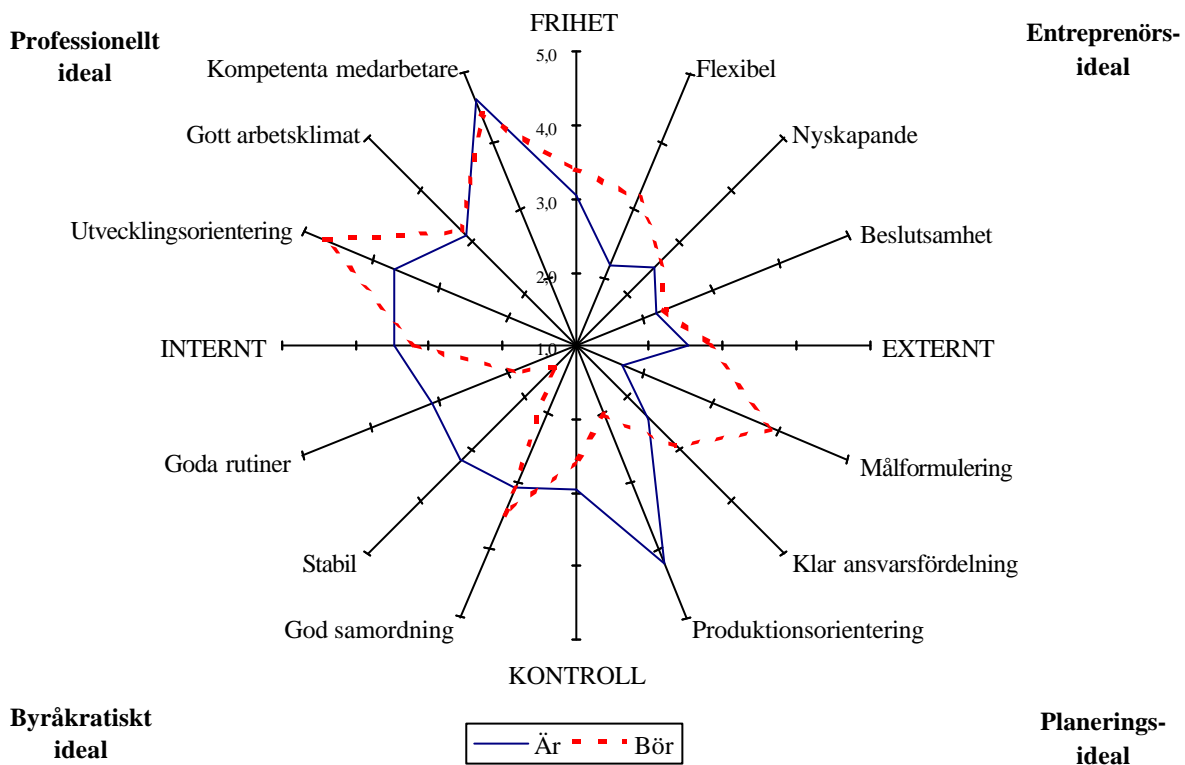 FRIHET
Professionellt
ideal
Entreprenörs-
ideal
5,0
Kompetenta medarbetare
Flexibel
4,0
Gott arbetsklimat
Nyskapande
3,0
Utvecklingsorientering
Beslutsamhet
2,0
INTERNT
1,0
EXTERNT
Goda rutiner
Målformulering
Stabil
Klar ansvarsfördelning
God samordning
Produktionsorientering
KONTROLL
Byråkratiskt
ideal
Planerings-
ideal
Är
Bör